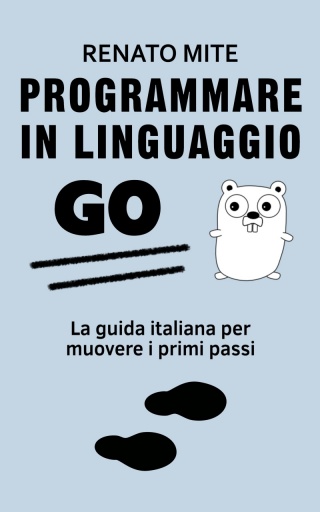 RENATO MITE
PROGRAMMARE
IN LINGUAGGIO
GO
La guida italiana per
muovere i primi passi